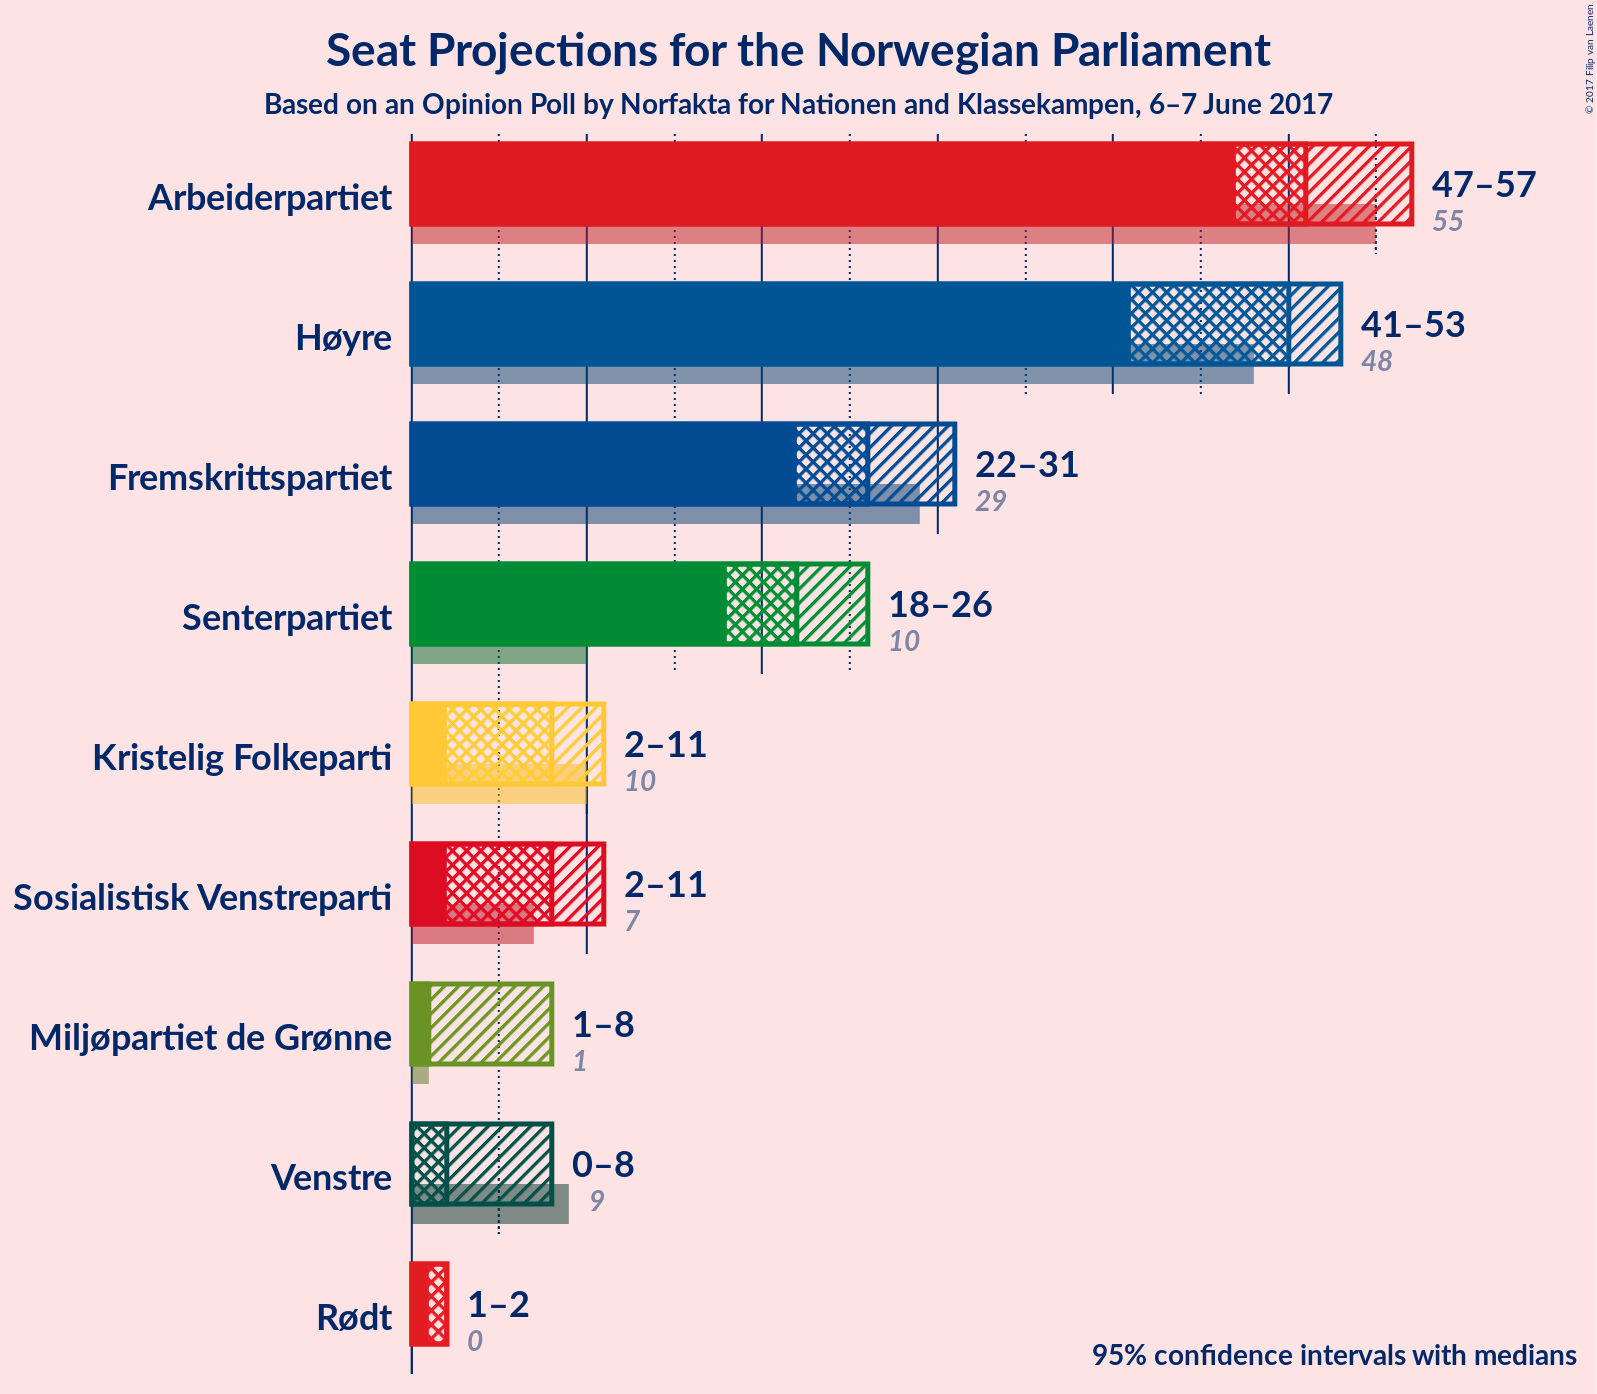 Seat Projections for the Norwegian Parliament
Based on an Opinion Poll by Norfakta for Nationen and Klassekampen, 6–7 June 2017
© 2017 Filip van Laenen
Arbeiderpartiet
47–57
55
Høyre
41–53
48
Fremskrittspartiet
22–31
29
Senterpartiet
18–26
10
Kristelig Folkeparti
2–11
10
Sosialistisk Venstreparti
2–11
7
Miljøpartiet de Grønne
1–8
1
Venstre
0–8
9
Rødt
1–2
0
95% confidence intervals with medians